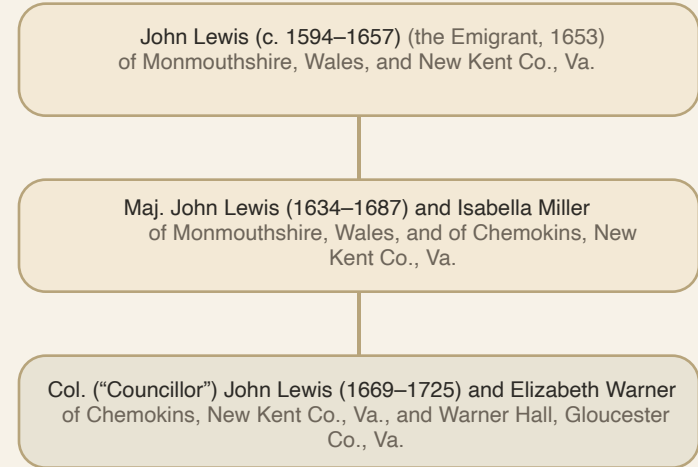 John Lewis (c. 1594–1657) (the Emigrant, 1653)
of Monmouthshire, Wales, and New Kent Co., Va.
Maj. John Lewis (1634–1687) and Isabella Miller
of Monmouthshire, Wales, and of Chemokins, New
Kent Co., Va.
Col. (“Councillor”) John Lewis (1669–1725) and Elizabeth Warner
of Chemokins, New Kent Co., Va., and Warner Hall, Gloucester
Co., Va.